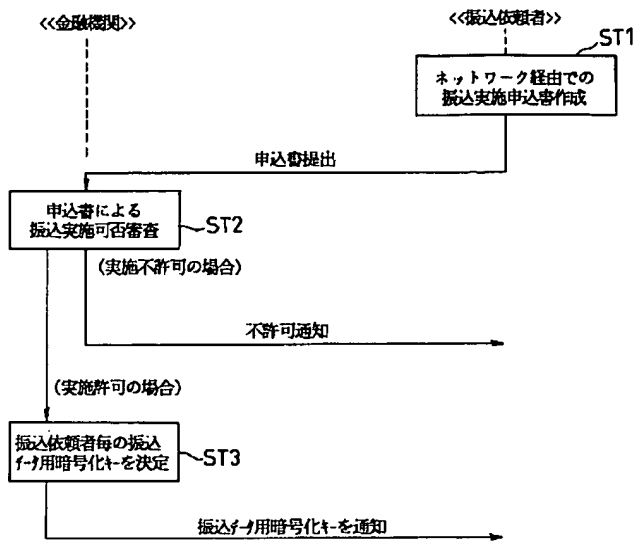 <<金融機関>>
<<振込依頼者>>
ST1
ネットワーク経由での
振込実施申込書作成
申込書提出
申込書による
振込実施可否審査
ST2
(実施不許可の場合)
不許可通知
(実施許可の場合)
振込依頼者毎の振込
データ用暗号化キーを決定
ST3
振込データ用暗号化キーを通知